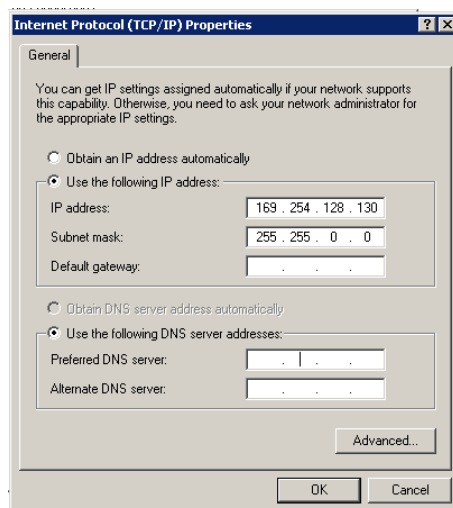 Internet Protocol (TCP/IP) Properties
General
You can get IP settings assigned automatically if your network supports
this capability. Otherwise, you need to ask your network administrator for
the appropriate IP settings.
Obtain an IP address automatically
Use the following IP address:
IP address: 169 . 254 . 128 . 130
Subnet mask: 255 . 255 . 0 . 0
Default gateway: . . .
Obtain DNS server address automatically
Use the following DNS server addresses:
Preferred DNS server: . . .
Alternate DNS server: . . .
Advanced...
OK Cancel